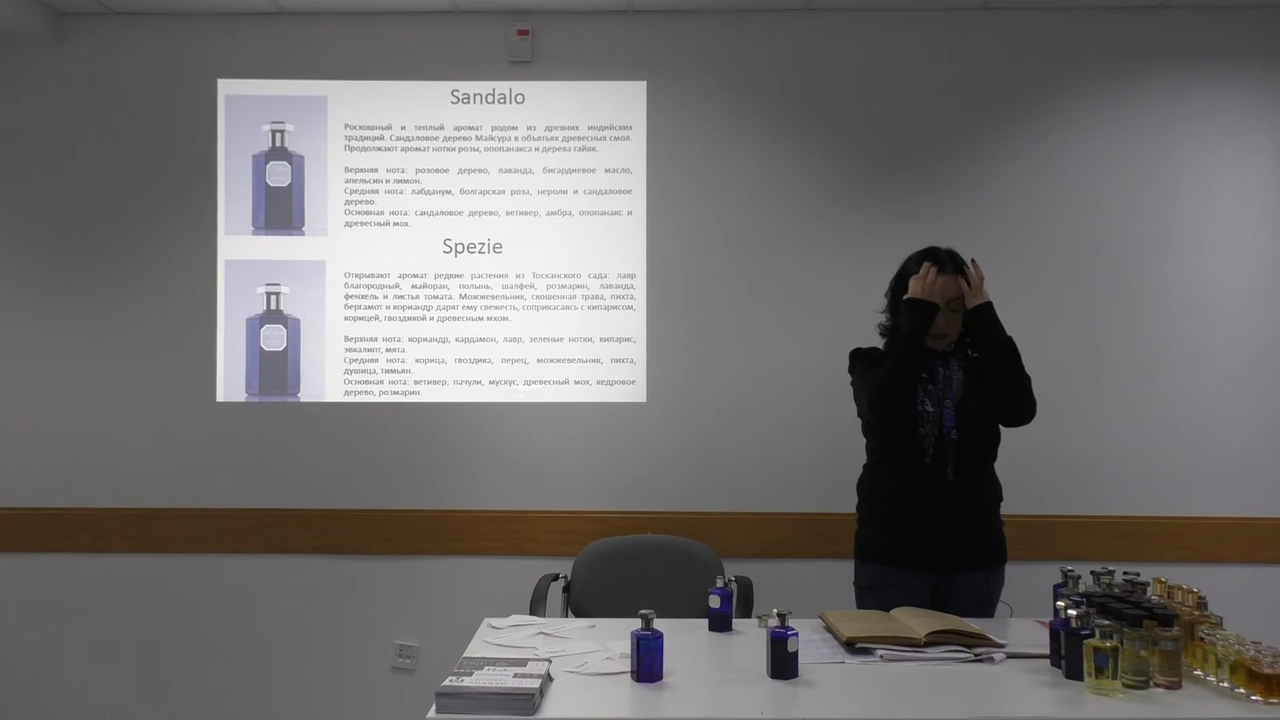 Sandalo
Роскошный и теплый аромат родом из древних индийских
традиций. Сандаловое дерево Майсура в объятьях древесных смол.
Продолжают аромат нотки розы, опопанакса и дерева гайяк.
Верхняя нота: розовое дерево, лаванда, бигардиевое масло,
апельсин и лимон.
Средняя нота: лабданум, болгарская роза, нероли и сандаловое
дерево.
Основная нота: сандаловое дерево, ветивер, амбра, опопанакс и
древесный мох.
Spezie
Открывают аромат редкие растения из Тосканского сада: лавр
благородный, майоран, полынь, шалфей, розмарин, лаванда,
фенхель и листья томата. Можжевельник, скошенная трава, пихта,
бергамот и кориандр дарят ему свежесть, соприкасаясь с кипарисом,
корицей, гвоздикой и древесным мхом.
Верхняя нота: кориандр, кардамон, лавр, зеленые нотки, кипарис,
эвкалипт, мята.
Средняя нота: корица, гвоздика, перец, можжевельник, пихта,
душица, тимьян.
Основная нота: ветивер, пачули, мускус, древесный мох, кедровое
дерево, розмарин.